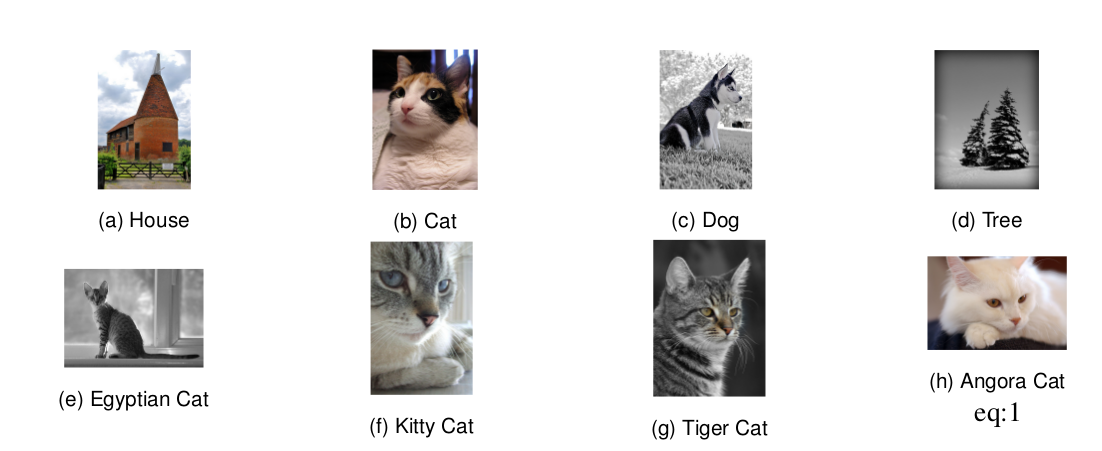 (a) House
(b) Cat
(c) Dog
(d) Tree
(e) Egyptian Cat
(f) Kitty Cat
(g) Tiger Cat
(h) Angora Cat
eq:1